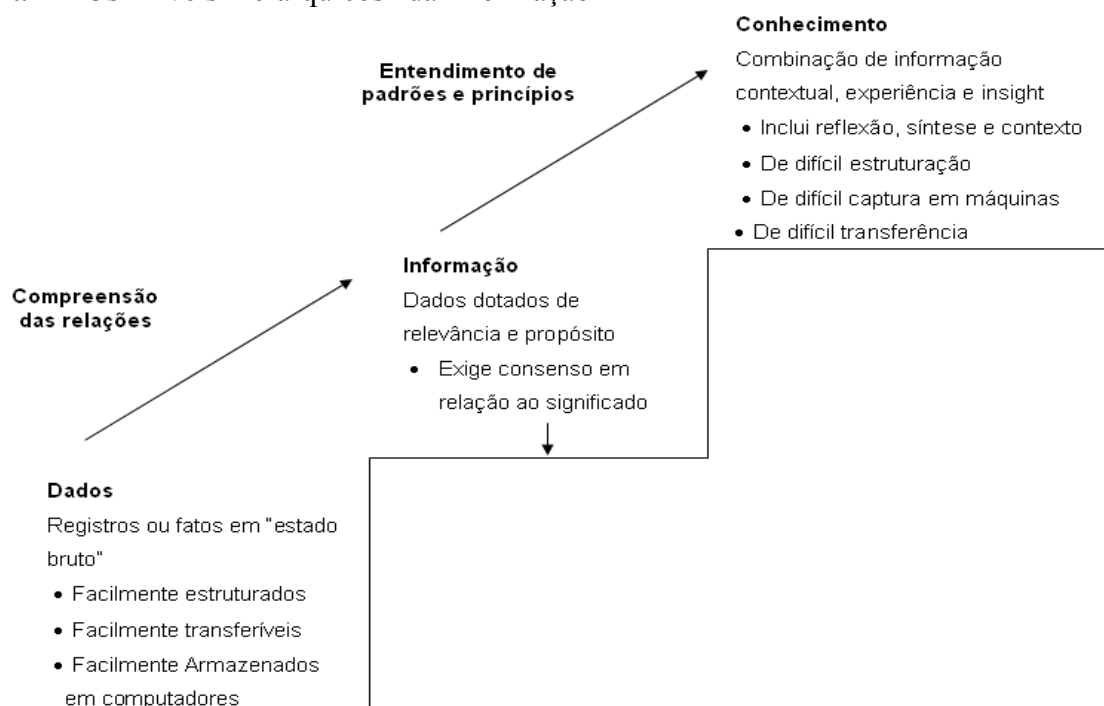 Conhecimento
Combinação de informação
contextual, experiência e insight
• Inclui reflexão, síntese e contexto
• De difícil estruturação
• De difícil captura em máquinas
• De difícil transferência
Entendimento de
padrões e princípios
Informação
Dados dotados de
relevância e propósito
• Exige consenso em
relação ao significado
Compreensão
das relações
Dados
Registros ou fatos em "estado
bruto"
• Facilmente estruturados
• Facilmente transferíveis
• Facilmente Armazenados
em computadores